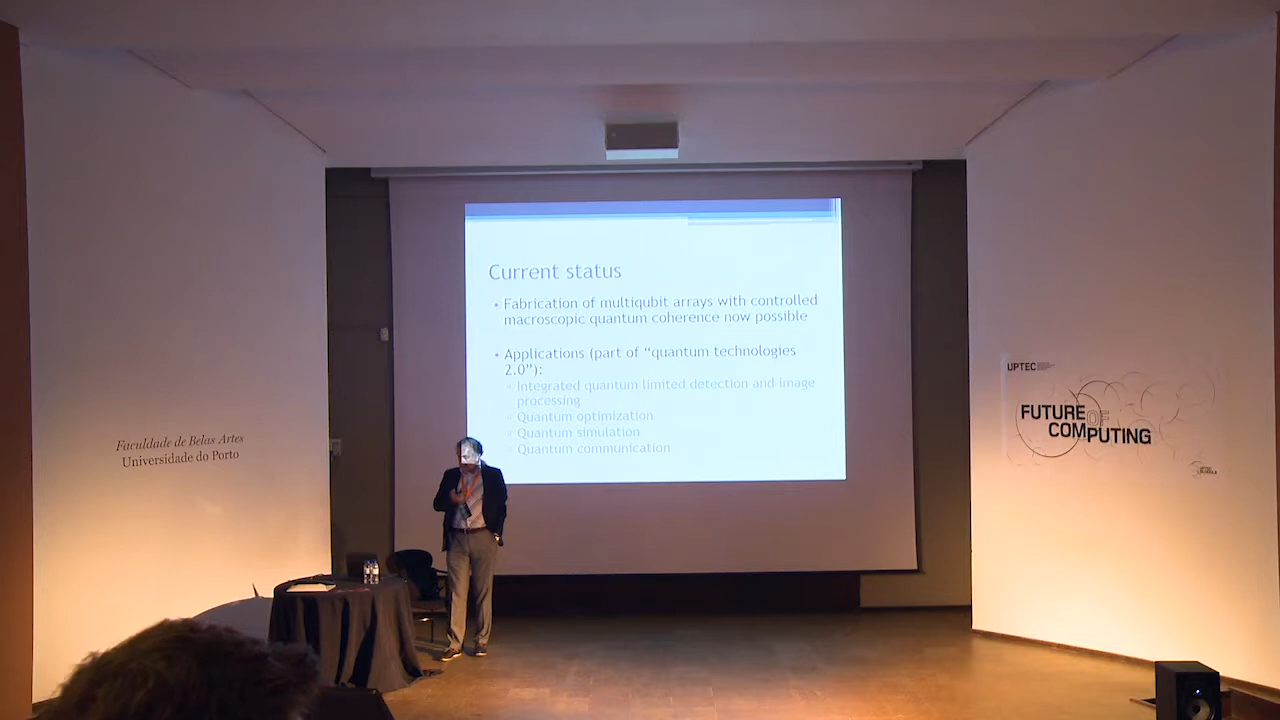 Current status
• Fabrication of multiqubit arrays with controlled
macroscopic quantum coherence now possible
• Applications (part of “quantum technologies
2.0”):
▫ Integrated quantum limited detection and image
processing
▫ Quantum optimization
▫ Quantum simulation
▫ Quantum communication
Faculdade de Belas Artes
Universidade do Porto
UPTEC
FUTURE OF
COMPUTING